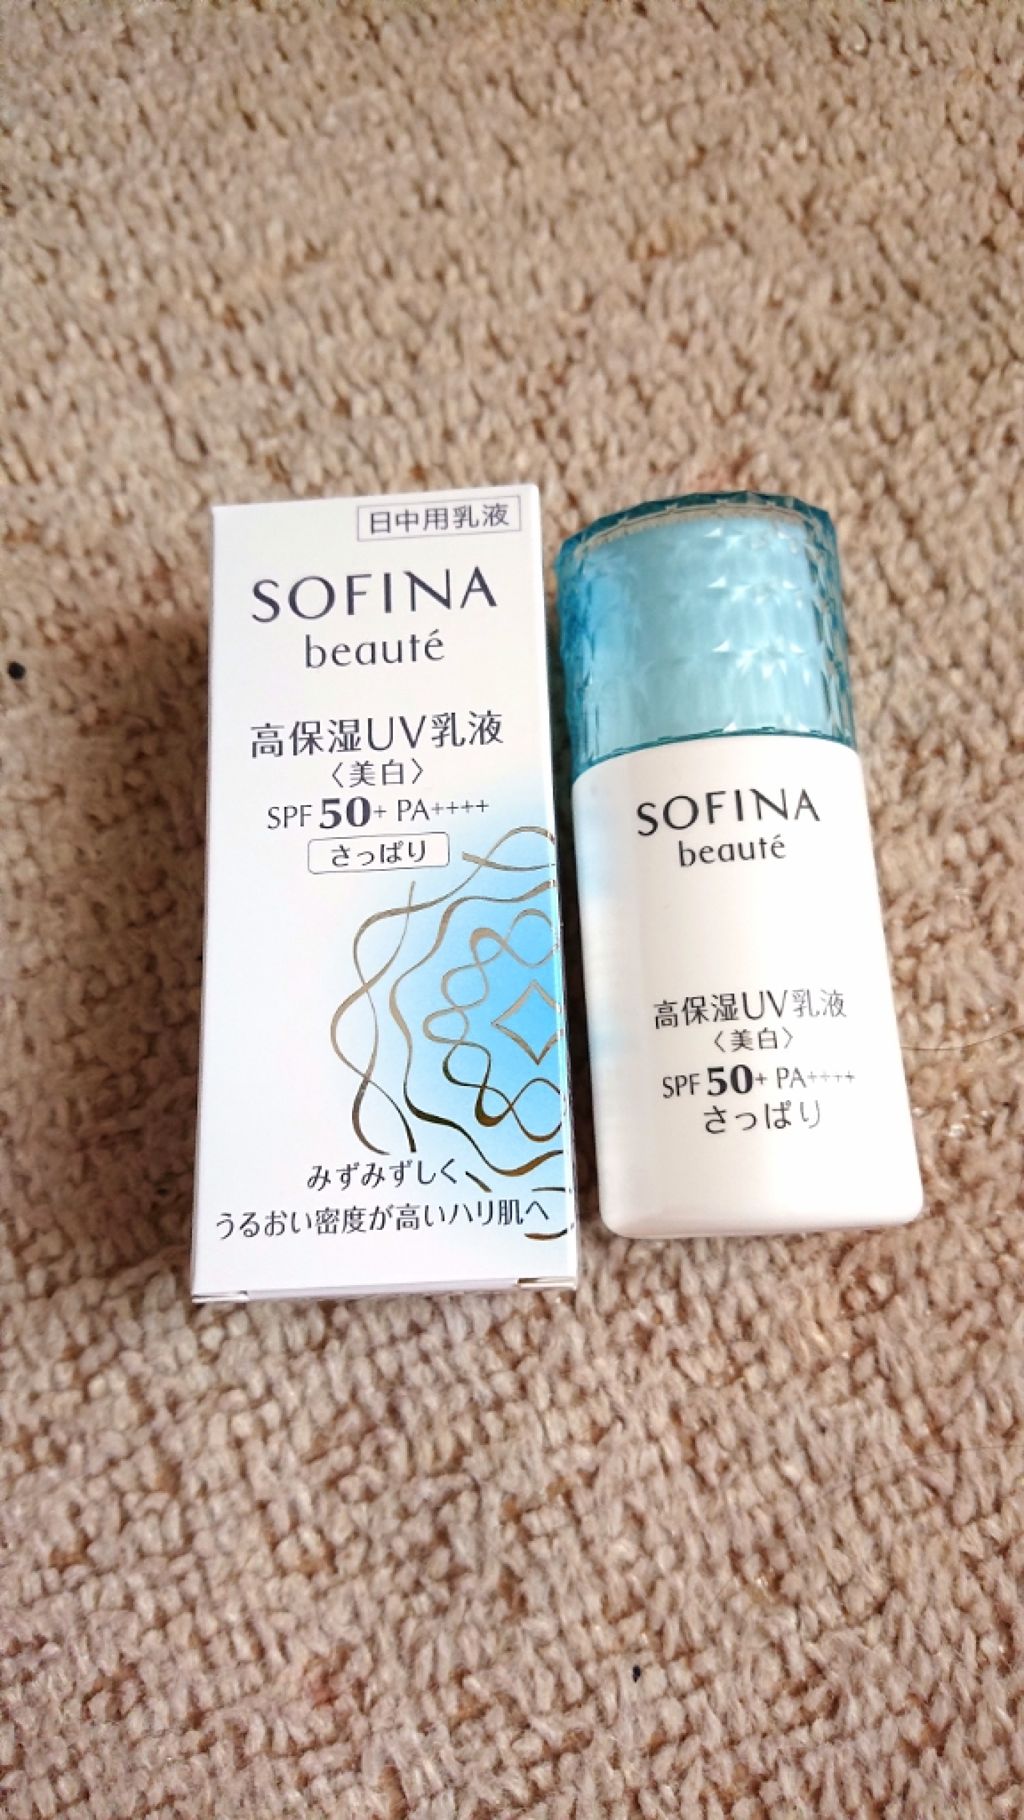 日中用乳液
SOFINA
beauté
高保湿UV乳液
〈美白〉
SPF 50+ PA++++
さっぱり
みずみずしく、
うるおい密度が高いハリ肌へ
SOFINA
beauté
高保湿UV乳液
〈美白〉
SPF 50+ PA++++
さっぱり